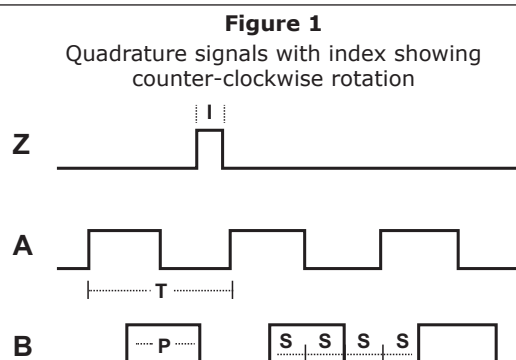 Figure 1
Quadrature signals with index showing
counter-clockwise rotation
I
Z
A
T
B
P
S S S S